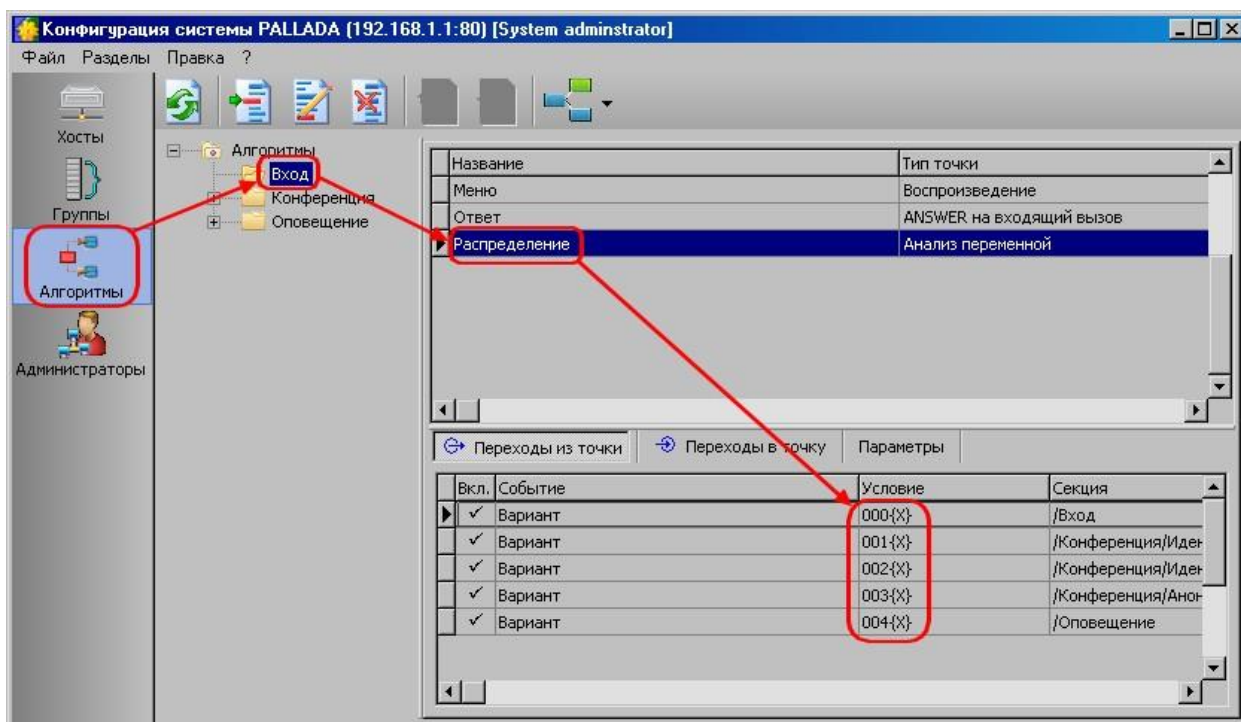 Конфигурация системы PALLADA (192.168.1.1:80) [System adminstrator]
Файл Разделы Правка ?
Хосты
Группы
Алгоритмы
Администраторы
Алгоритмы
Вход
Конференция
Оповещение
Название Тип точки
Меню Воспроизведение
Ответ ANSWER на входящий вызов
Распределение Анализ переменной
Переходы из точки Переходы в точку Параметры
Вкл. Событие Условие Секция
Вариант 000{X} /Вход
Вариант 001{X} /Конференция/Иден
Вариант 002{X} /Конференция/Иден
Вариант 003{X} /Конференция/Анон
Вариант 004{X} /Оповещение